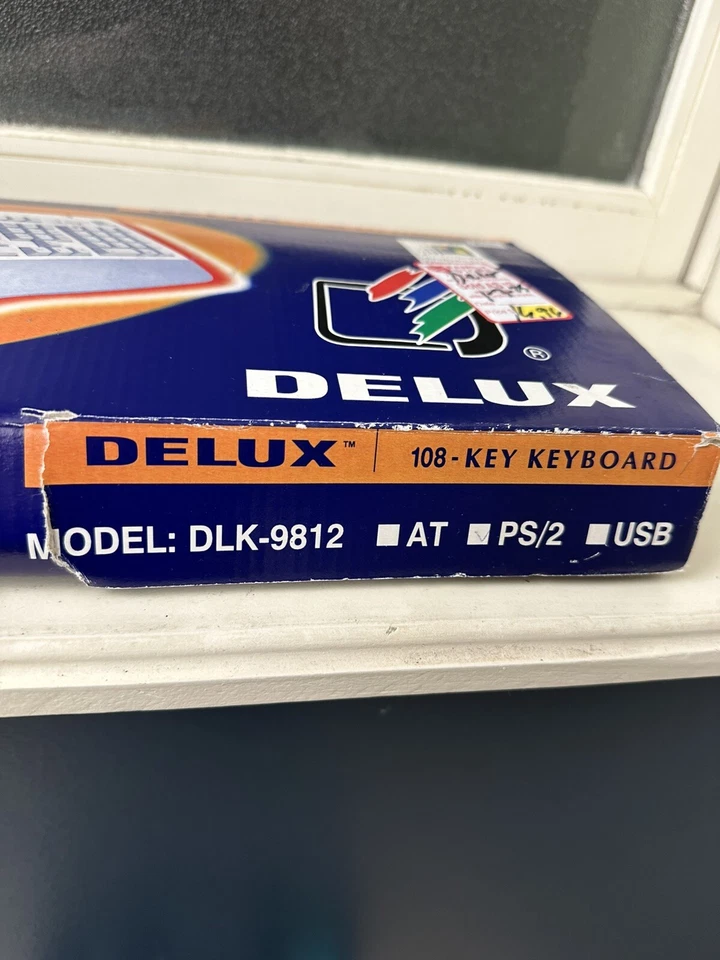 ®
DELUX
DELUX™ 108-KEY KEYBOARD
MODEL: DLK-9812 AT PS/2 USB